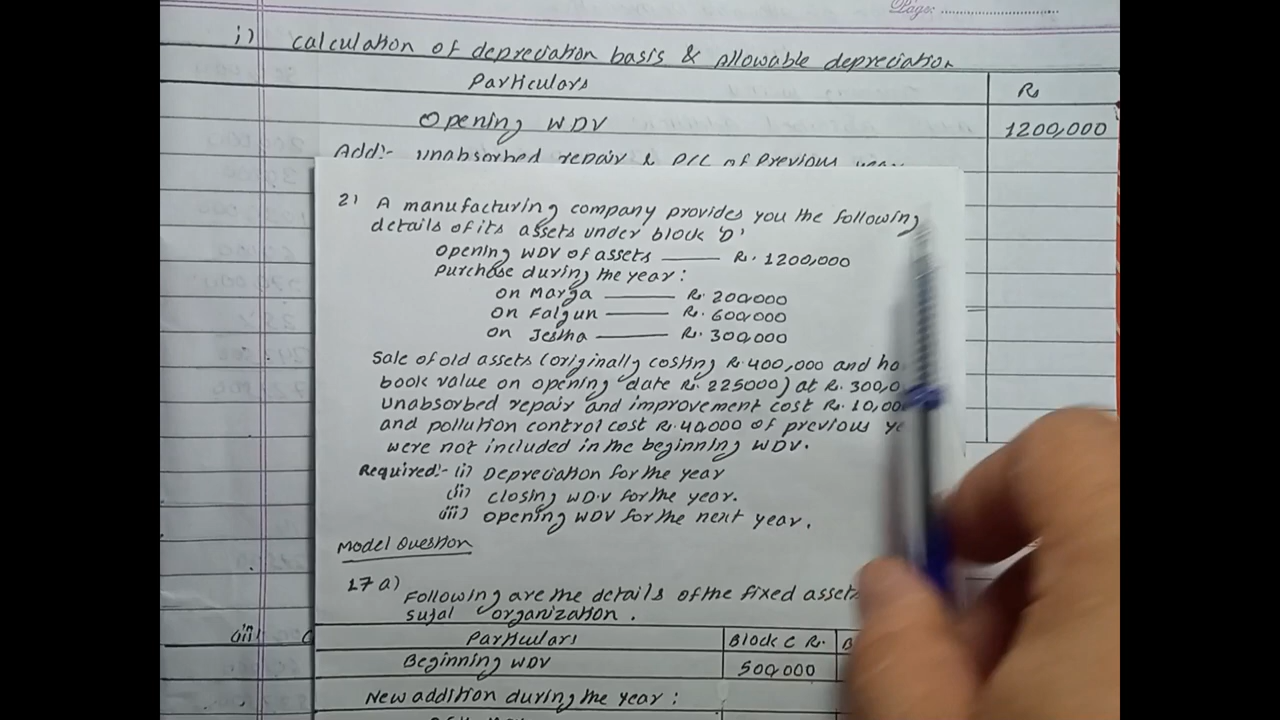 Page: ..............................
i) Calculation of depreciation basis & Allowable depreciation
Particulars Rs
Opening WDV 1200,000
Add:- unabsorbed repair & PCC of Previous year
2) A manufacturing company provides you the following
details of its assets under block 'D'
Opening WDV of assets —— Rs. 1200,000
Purchase during the year :
on Marga —— Rs. 200,000
on Falgun —— Rs. 600,000
on Jestha —— Rs. 300,000
Sale of old assets (originally costing Rs. 400,000 and
book value on opening date Rs. 225000) at Rs. 300,0
unabsorbed repair and improvement cost Rs. 10,00
and pollution control cost Rs. 40,000 of previous ye
were not included in the beginning WDV.
Required:- (i) Depreciation for the year
(ii) closing W.D.V for the year.
(iii) opening WDV for the next year.
Model Question
17 a) Following are the details of the fixed assets
sujal organization.
(iii)
Particulars Block C Rs. B
Beginning WDV 500,000
New addition during the year :